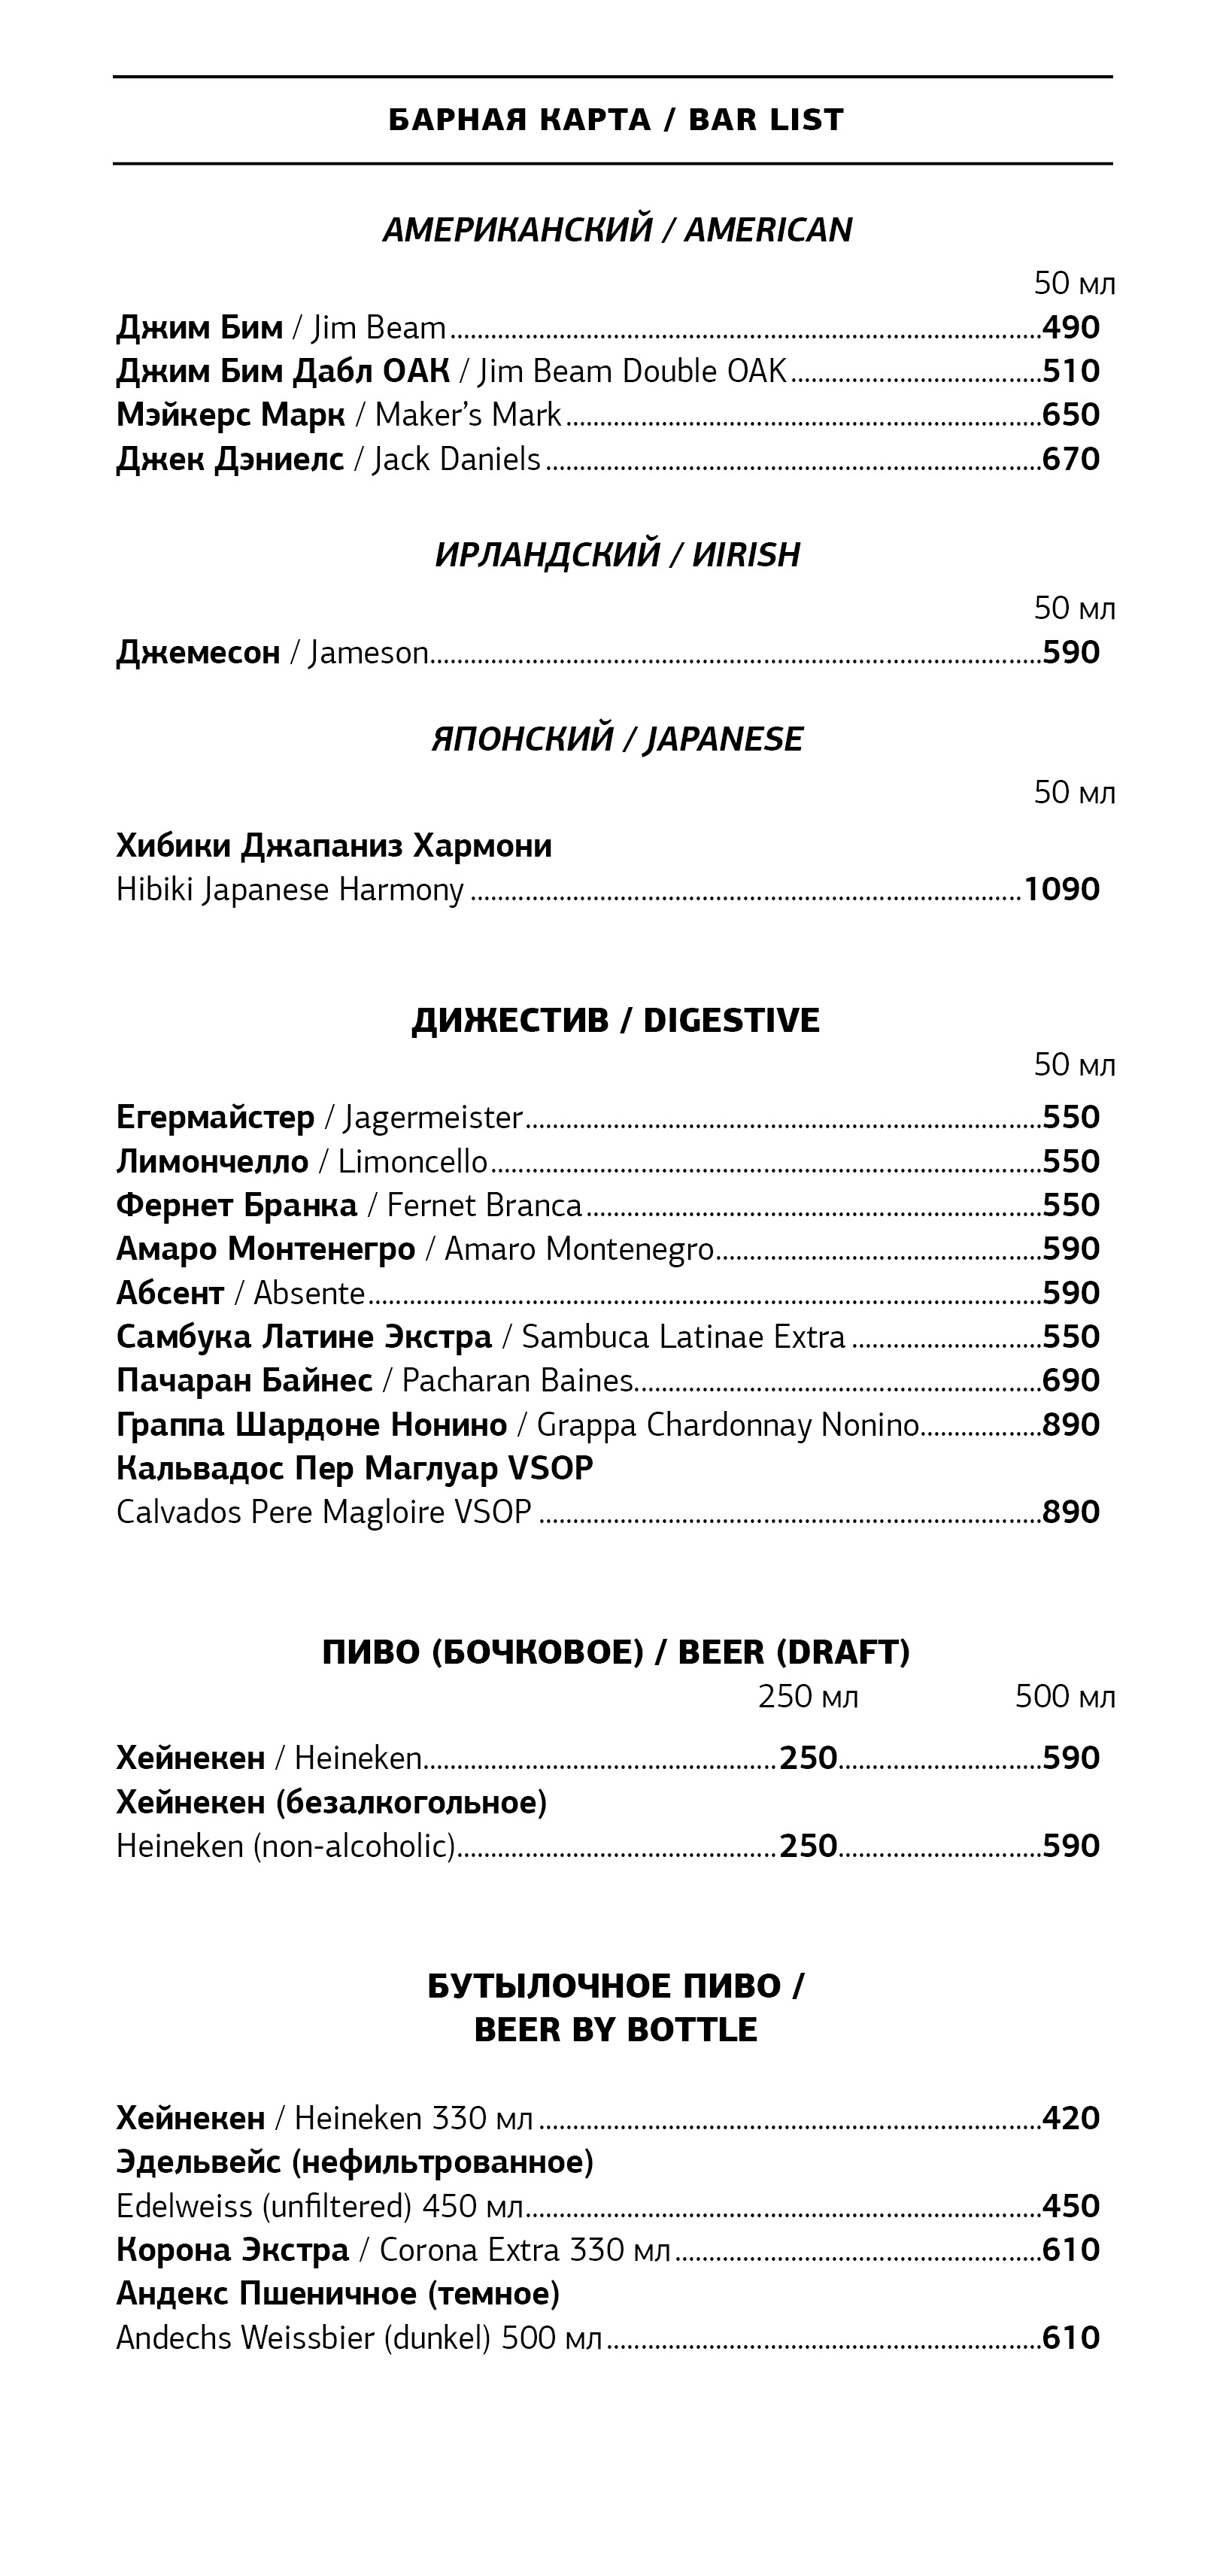 БАРНАЯ КАРТА / BAR LIST
АМЕРИКАНСКИЙ / AMERICAN
50 мл
Джим Бим / Jim Beam 490
Джим Бим Дабл ОАК / Jim Beam Double OAK 510
Мэйкерс Марк / Maker’s Mark 650
Джек Дэниелс / Jack Daniels 670
ИРЛАНДСКИЙ / ИIRISH
50 мл
Джемесон / Jameson 590
ЯПОНСКИЙ / JAPANESE
50 мл
Хибики Джапаниз Хармони
Hibiki Japanese Harmony 1090
ДИЖЕСТИВ / DIGESTIVE
50 мл
Егермайстер / Jagermeister 550
Лимончелло / Limoncello 550
Фернет Бранка / Fernet Branca 550
Амаро Монтенегро / Amaro Montenegro 590
Абсент / Absente 590
Самбука Латине Экстра / Sambuca Latinae Extra 550
Пачаран Байнес / Pacharan Baines 690
Граппа Шардоне Нонино / Grappa Chardonnay Nonino 890
Кальвадос Пер Маглуар VSOP
Calvados Pere Magloire VSOP 890
ПИВО (БОЧКОВОЕ) / BEER (DRAFT)
250 мл 500 мл
Хейнекен / Heineken 250 590
Хейнекен (безалкогольное)
Heineken (non-alcoholic) 250 590
БУТЫЛОЧНОЕ ПИВО /
BEER BY BOTTLE
Хейнекен / Heineken 330 мл 420
Эдельвейс (нефильтрованное)
Edelweiss (unfiltered) 450 мл 450
Корона Экстра / Corona Extra 330 мл 610
Андекс Пшеничное (темное)
Andechs Weissbier (dunkel) 500 мл 610